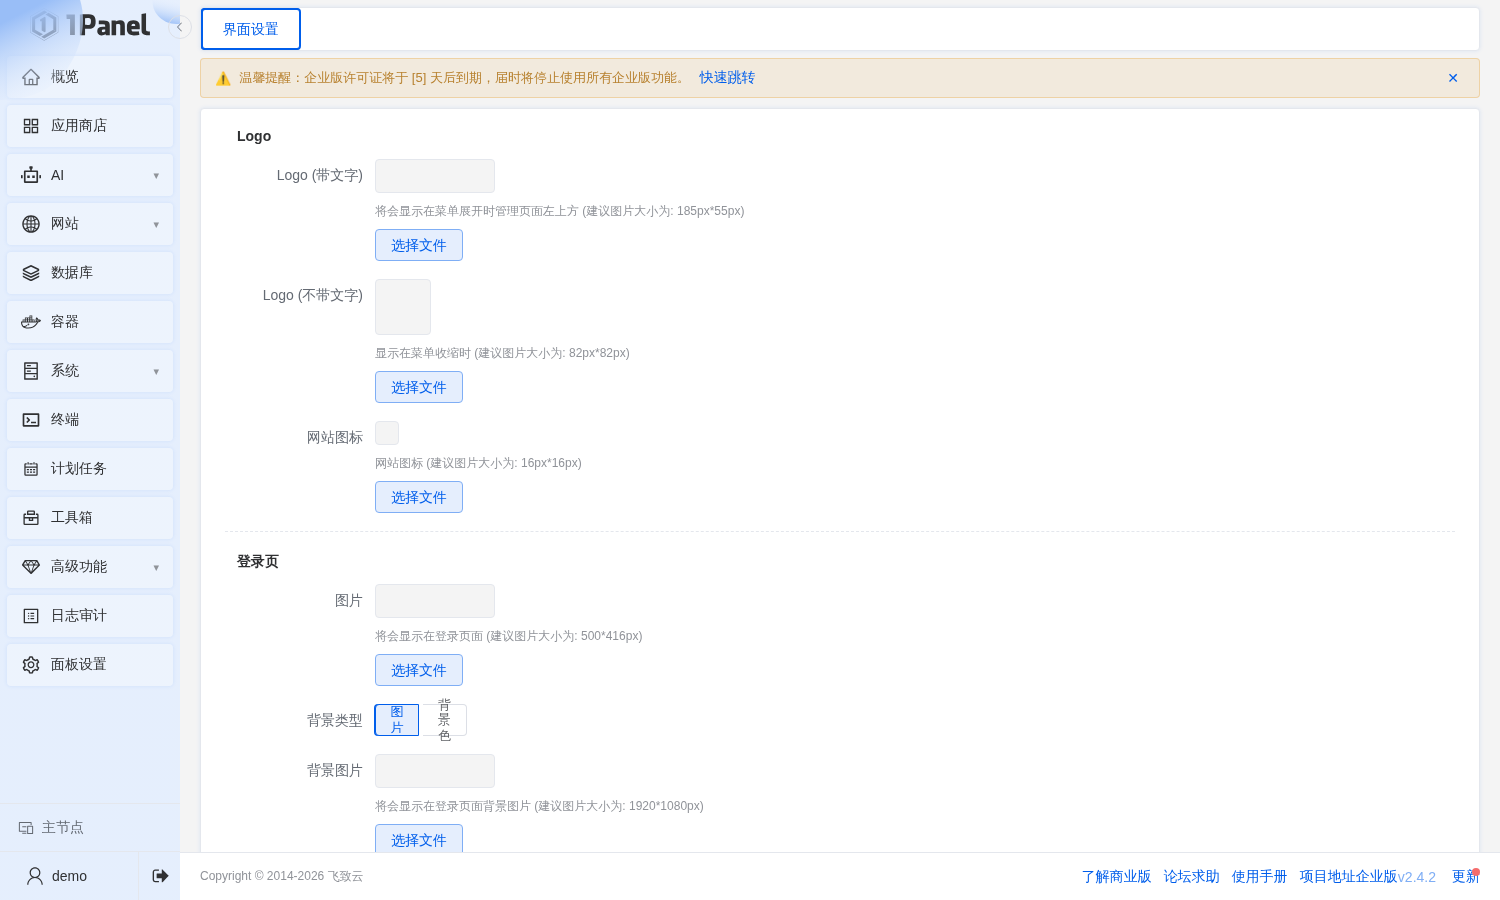 1Panel
概览
应用商店
AI
网站
数据库
容器
系统
终端
计划任务
工具箱
高级功能
日志审计
面板设置
主节点
demo
界面设置
温馨提醒：企业版许可证将于 [5] 天后到期，届时将停止使用所有企业版功能。 快速跳转
Logo
Logo (带文字)
将会显示在菜单展开时管理页面左上方 (建议图片大小为: 185px*55px)
选择文件
Logo (不带文字)
显示在菜单收缩时 (建议图片大小为: 82px*82px)
选择文件
网站图标
网站图标 (建议图片大小为: 16px*16px)
选择文件
登录页
图片
将会显示在登录页面 (建议图片大小为: 500*416px)
选择文件
背景类型
图片
背景色
背景图片
将会显示在登录页面背景图片 (建议图片大小为: 1920*1080px)
选择文件
Copyright © 2014-2026 飞致云
了解商业版 论坛求助 使用手册 项目地址企业版v2.4.2 更新